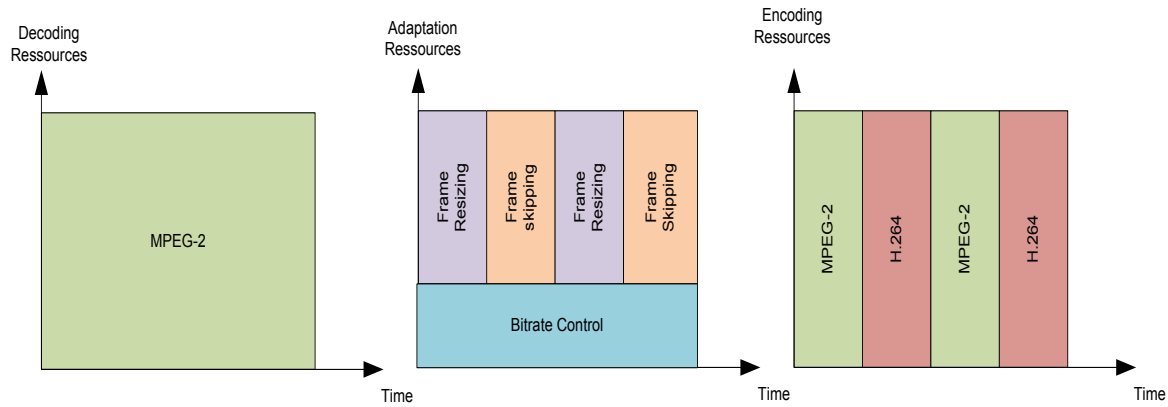 Decoding
Ressources
MPEG-2
Time
Adaptation
Ressources
Frame
Resizing
Frame
skipping
Frame
Resizing
Frame
Skipping
Bitrate Control
Time
Encoding
Ressources
MPEG-2
H.264
MPEG-2
H.264
Time